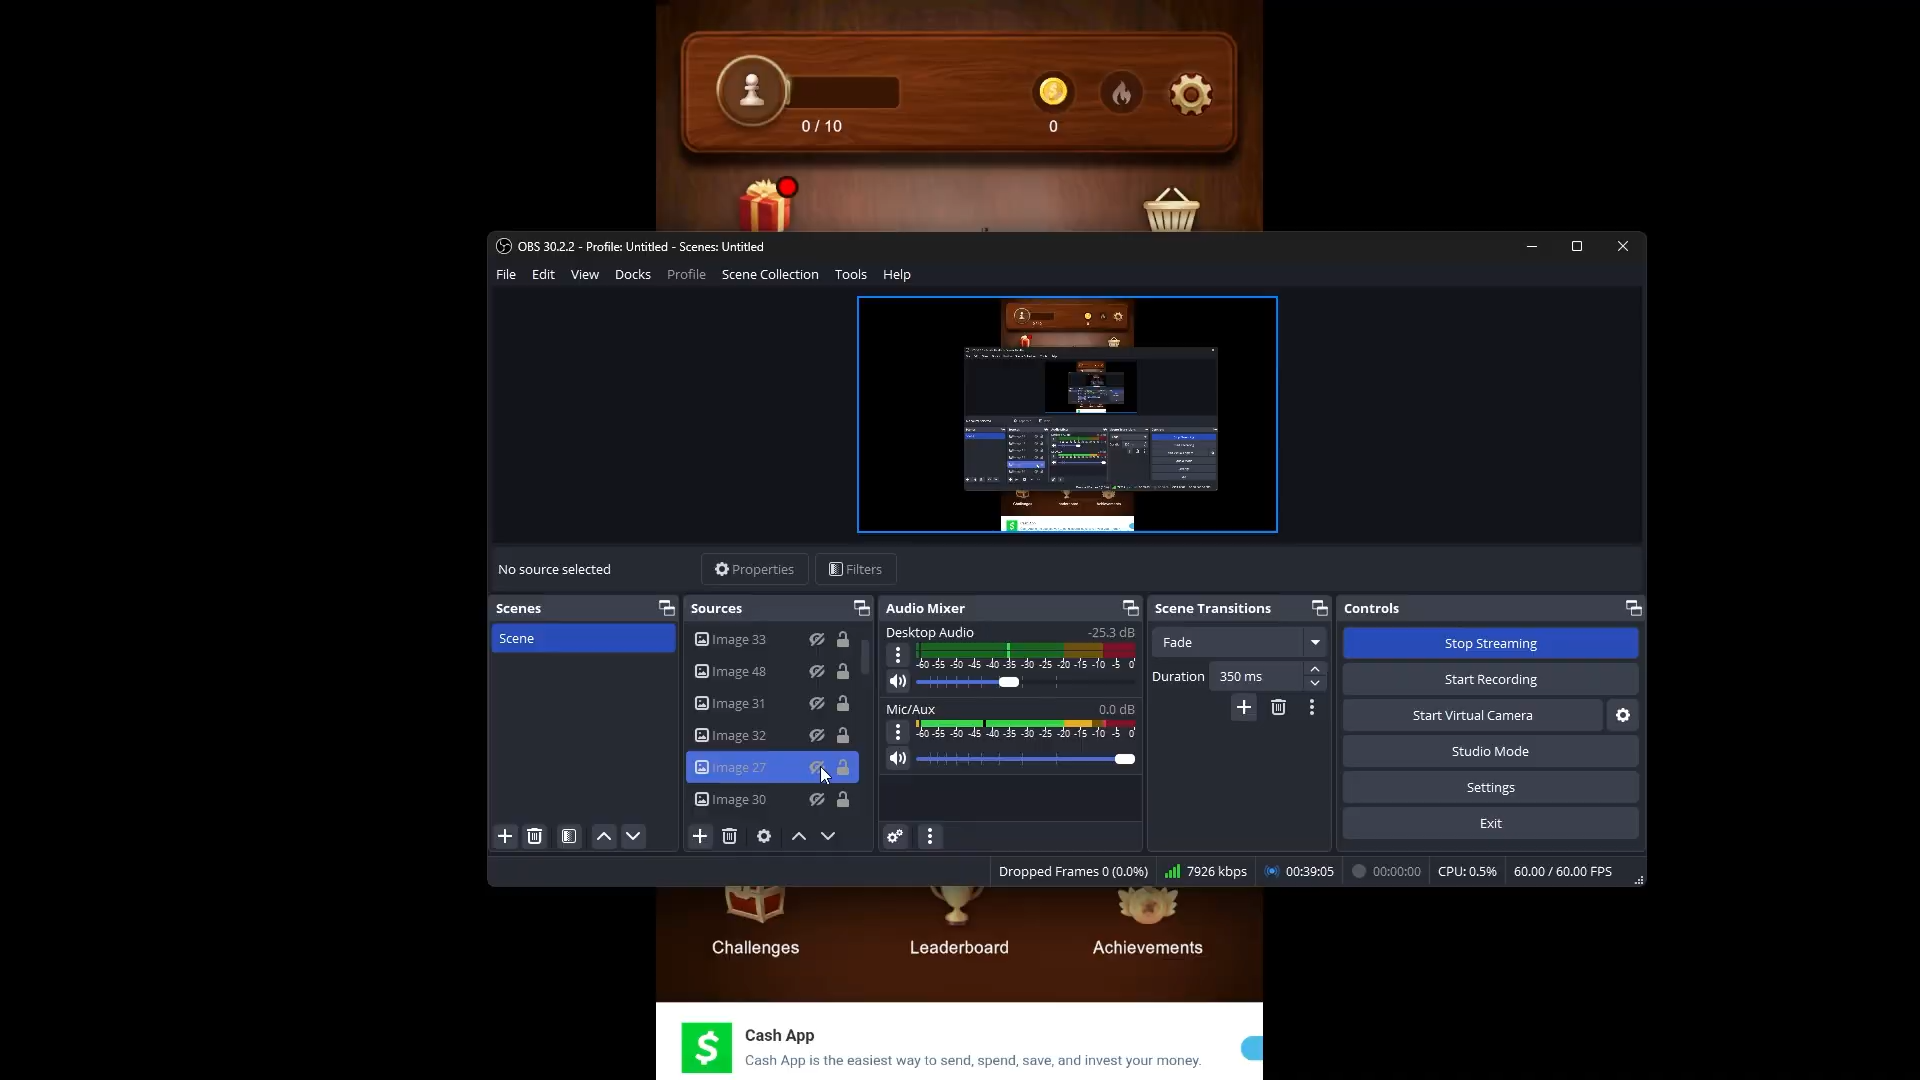 0 / 10
0
OBS 30.2.2 - Profile: Untitled - Scenes: Untitled
File Edit View Docks Profile Scene Collection Tools Help
No source selected
Properties
Filters
Scenes
Scene
Sources
Image 33
Image 48
Image 31
Image 32
Image 27
Image 30
Audio Mixer
Desktop Audio -25.3 dB
-60 -55 -50 -45 -40 -35 -30 -25 -20 -15 -10 -5 0
Mic/Aux 0.0 dB
-60 -55 -50 -45 -40 -35 -30 -25 -20 -15 -10 -5 0
Scene Transitions
Fade
Duration 350 ms
Controls
Stop Streaming
Start Recording
Start Virtual Camera
Studio Mode
Settings
Exit
Dropped Frames 0 (0.0%) 7926 kbps 00:39:05 00:00:00 CPU: 0.5% 60.00 / 60.00 FPS
Challenges Leaderboard Achievements
Cash App
Cash App is the easiest way to send, spend, save, and invest your money.